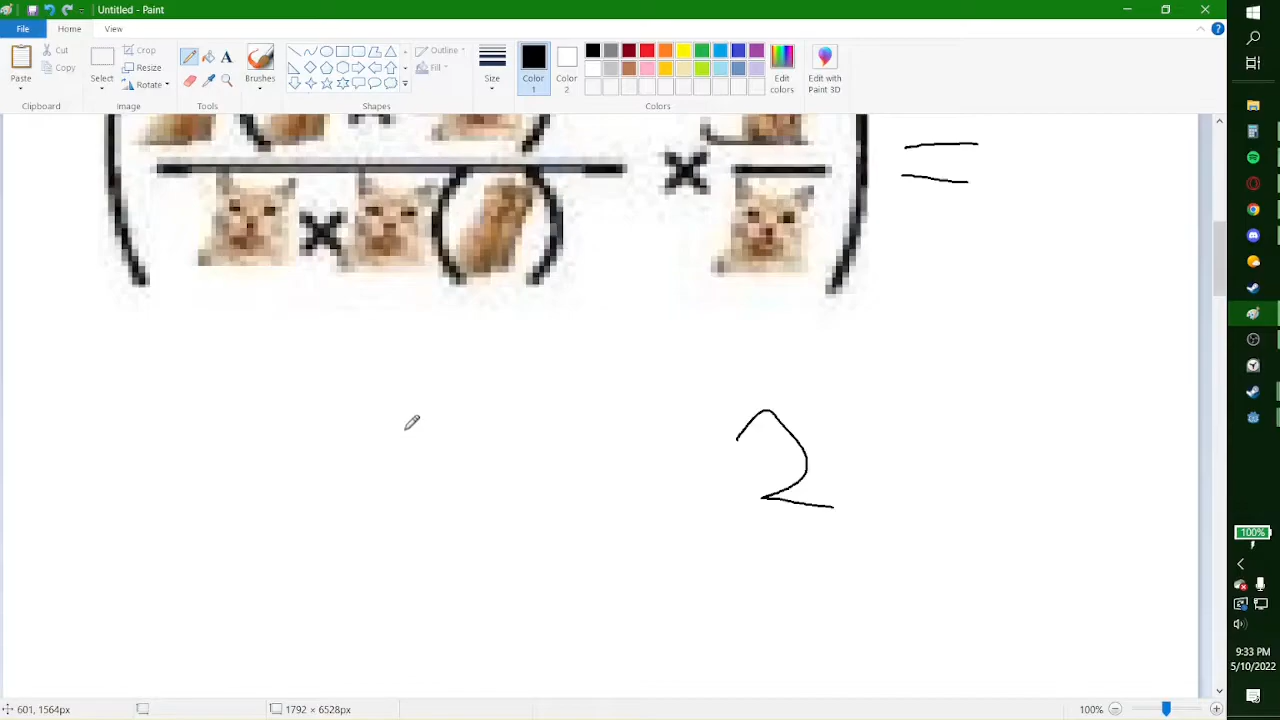 Untitled - Paint
File Home View
Paste Cut Copy
Select Crop Resize Rotate
A
Brushes
Outline Fill
Size
Color 1
Color 2
Edit colors
Edit with Paint 3D
Clipboard Image Tools Shapes Colors
× =
×
2
100%
9:33 PM
5/10/2022
601, 1564px 1792 × 6528px 100%